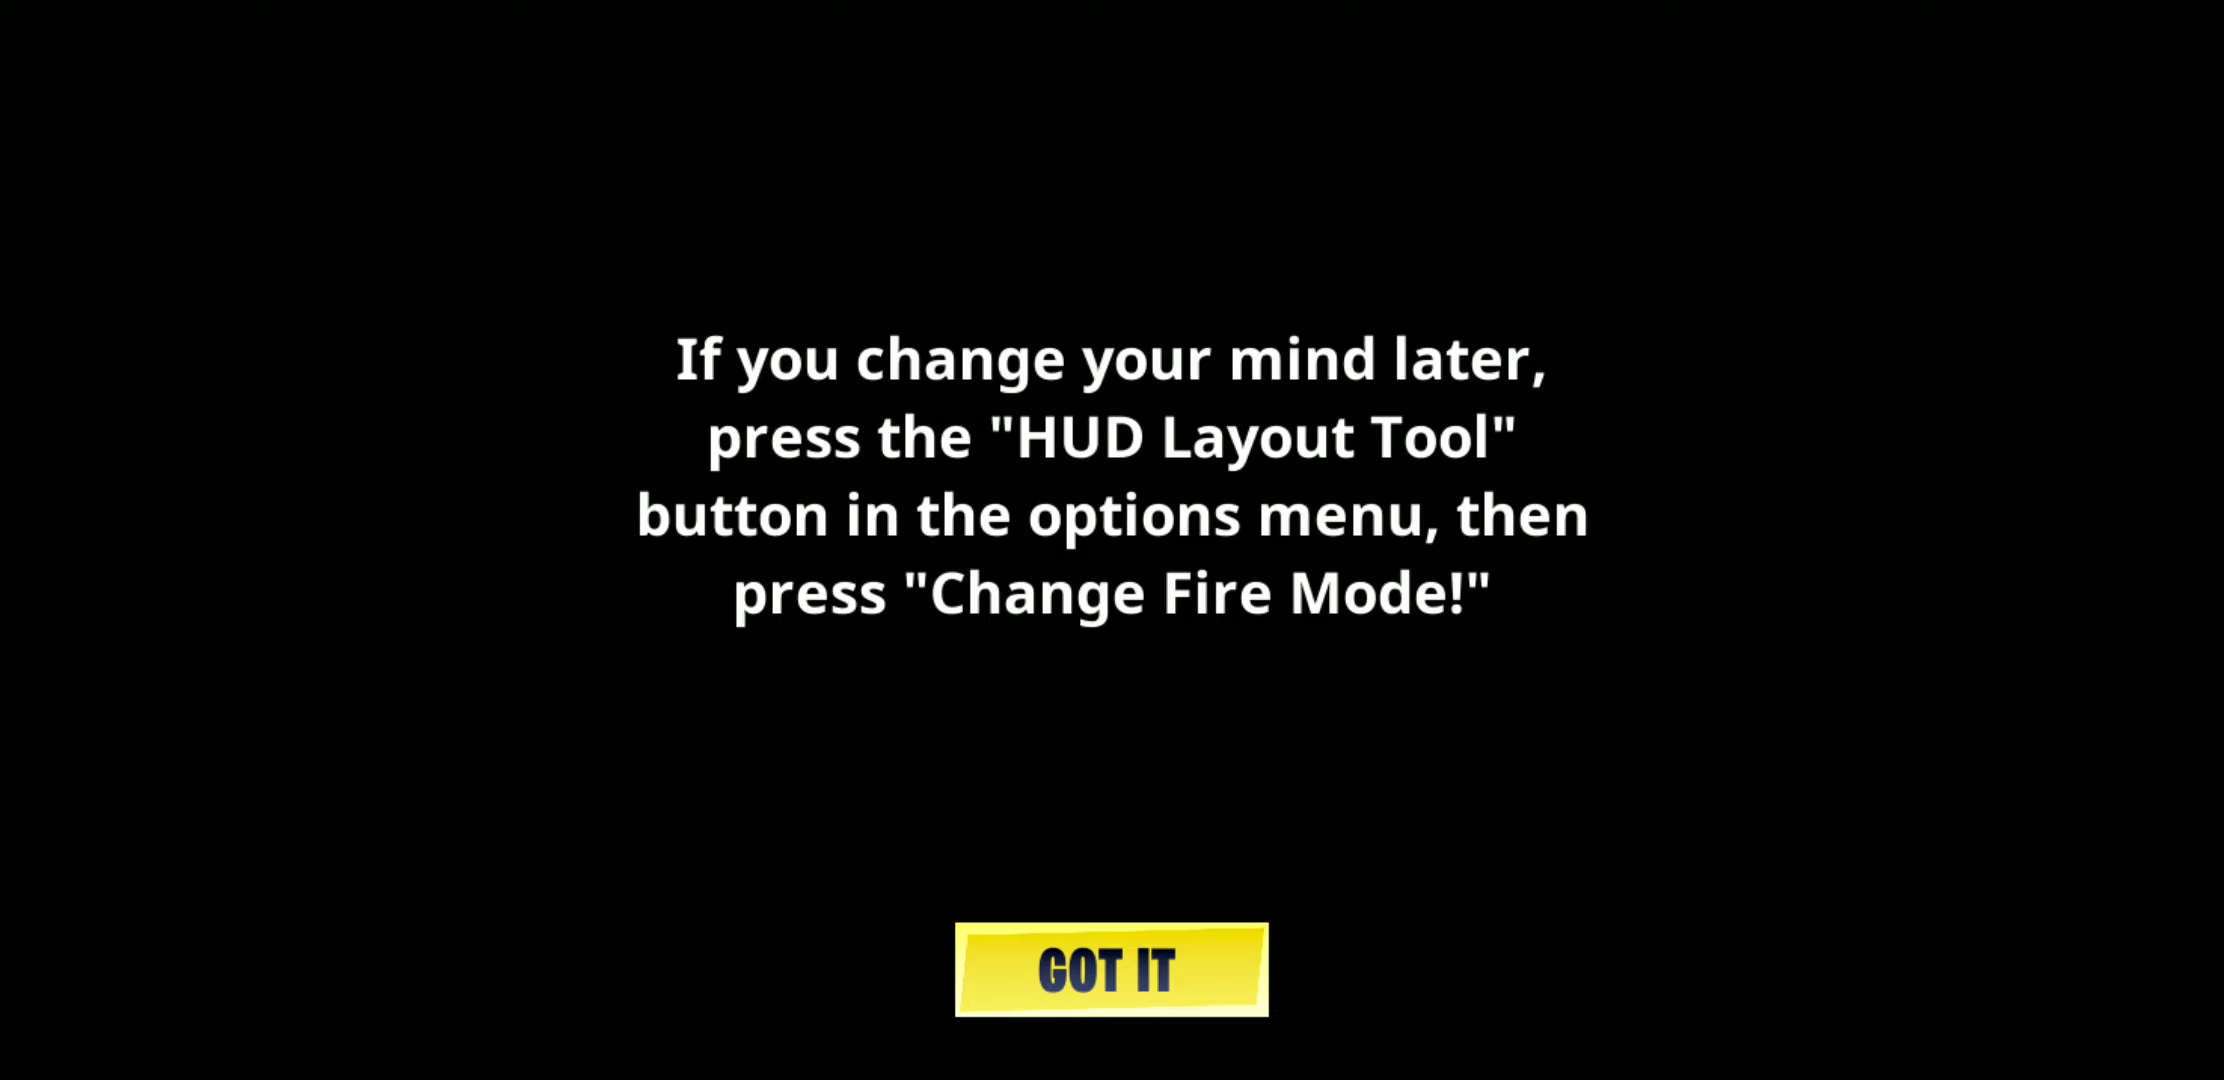 If you change your mind later,
press the "HUD Layout Tool"
button in the options menu, then
press "Change Fire Mode!"
GOT IT